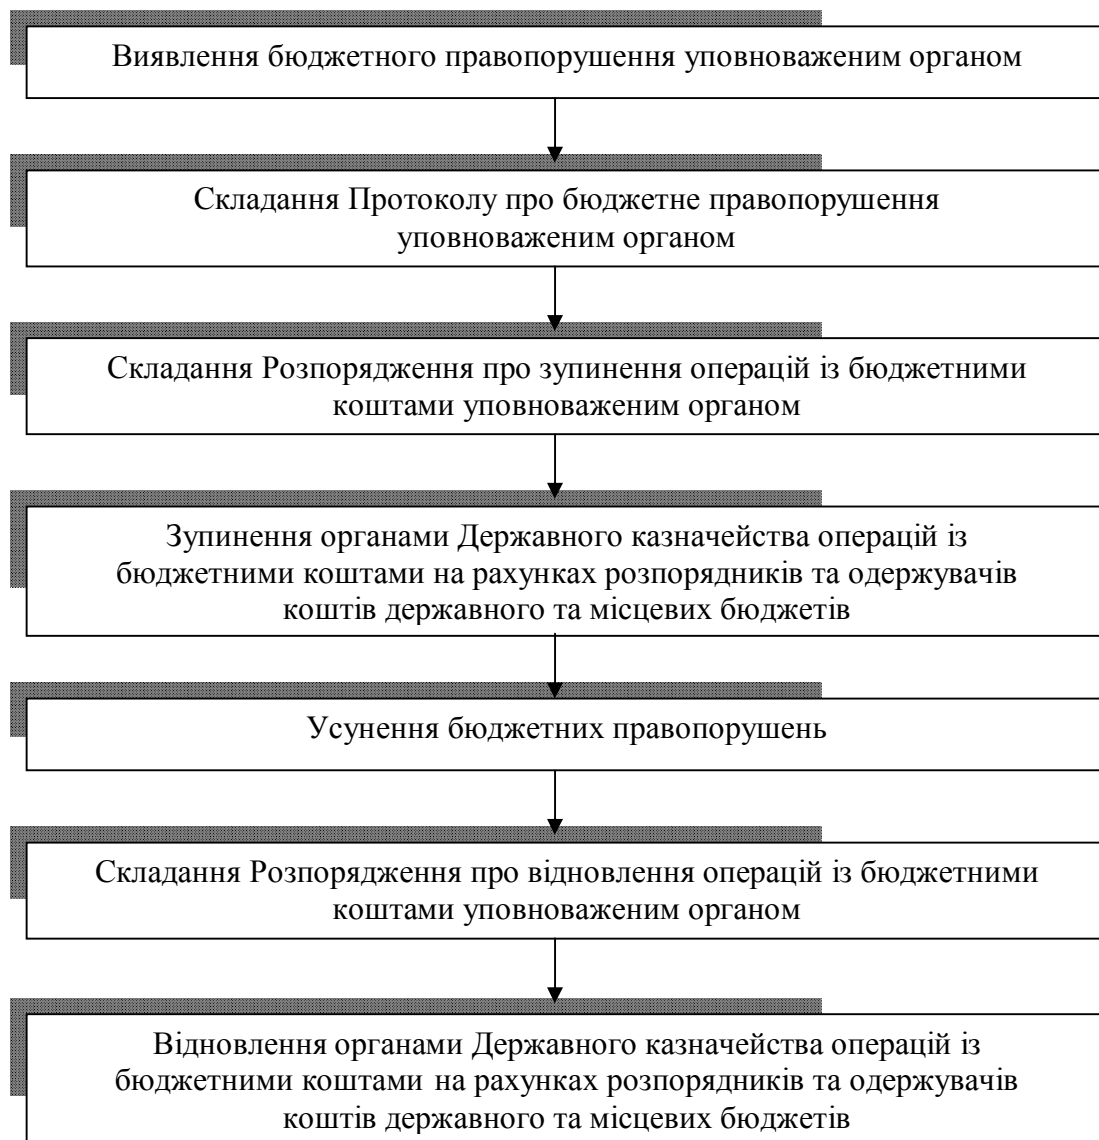 Виявлення бюджетного правопорушення уповноваженим органом
Складання Протоколу про бюджетне правопорушення
уповноваженим органом
Складання Розпорядження про зупинення операцій із бюджетними
коштами уповноваженим органом
Зупинення органами Державного казначейства операцій із
бюджетними коштами на рахунках розпорядників та одержувачів
коштів державного та місцевих бюджетів
Усунення бюджетних правопорушень
Складання Розпорядження про відновлення операцій із бюджетними
коштами уповноваженим органом
Відновлення органами Державного казначейства операцій із
бюджетними коштами на рахунках розпорядників та одержувачів
коштів державного та місцевих бюджетів